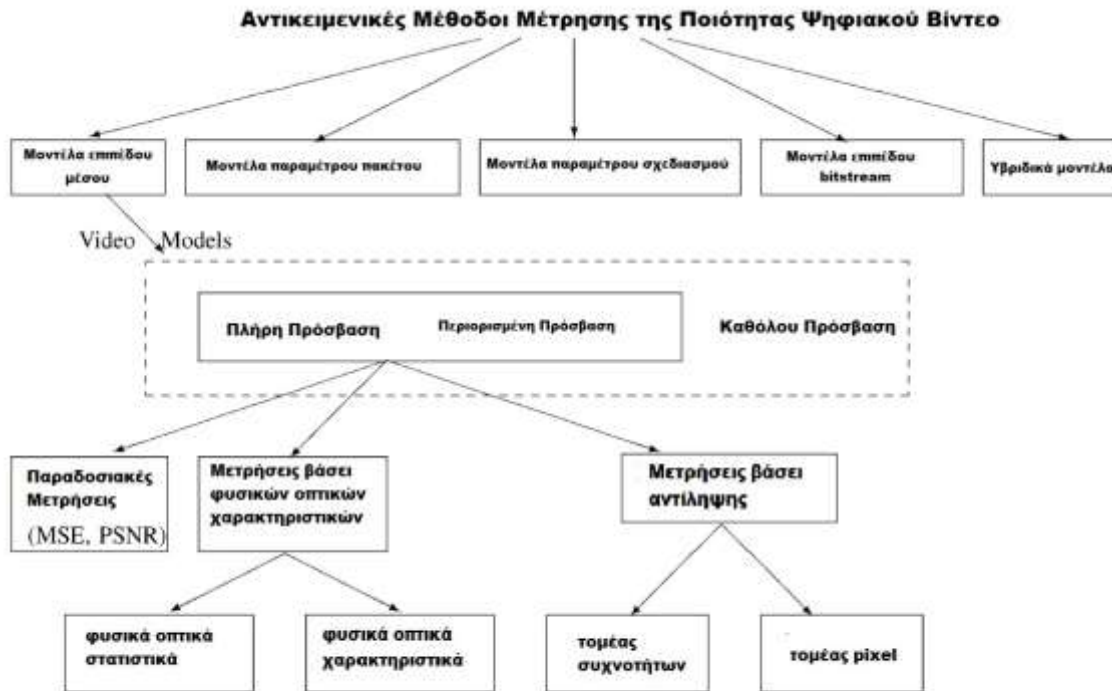 Αντικειμενικές Μέθοδοι Μέτρησης της Ποιότητας Ψηφιακού Βίντεο
Μοντέλα επιπέδου
μέσου
Μοντέλα παραμέτρου πακέτου
Μοντέλα παραμέτρου σχεδιασμού
Μοντέλα επιπέδου
bitstream
Υβριδικά μοντέλα
Video Models
Πλήρη Πρόσβαση
Περιορισμένη Πρόσβαση
Καθόλου Πρόσβαση
Παραδοσιακές
Μετρήσεις
(MSE, PSNR)
Μετρήσεις βάσει
φυσικών οπτικών
χαρακτηριστικών
Μετρήσεις βάσει
αντίληψης
φυσικά οπτικά
στατιστικά
φυσικά οπτικά
χαρακτηριστικά
τομέας
συχνοτήτων
τομέας pixel